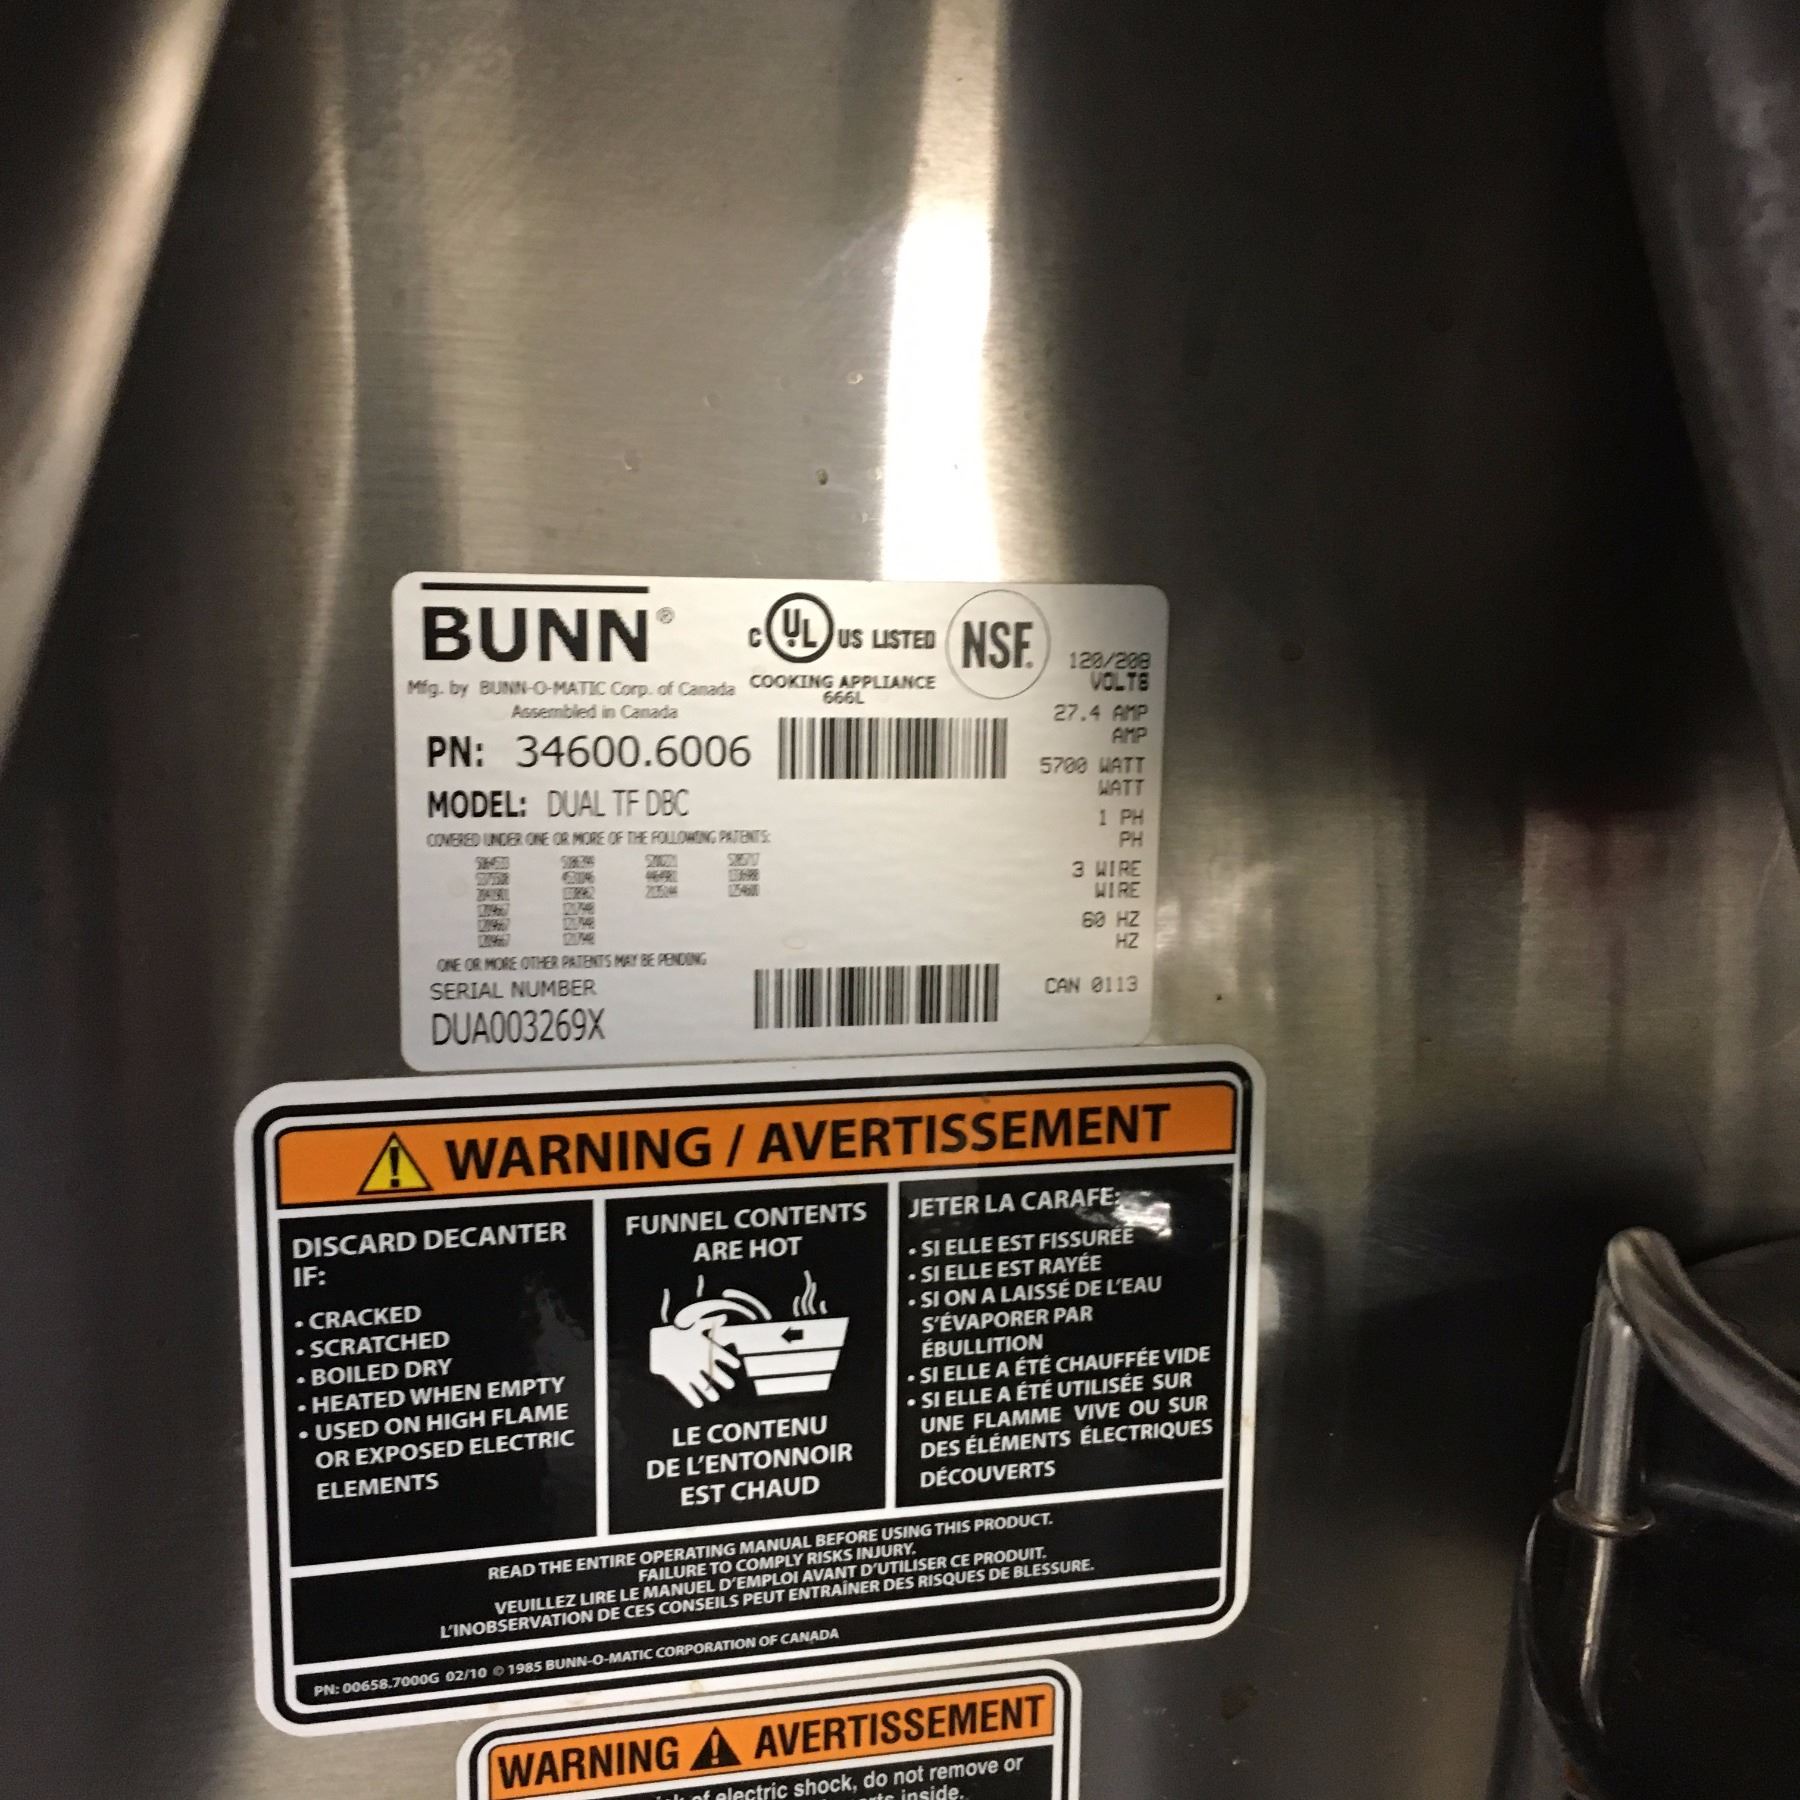 BUNN®
C UL US LISTED
NSF.
Mfg. by BUNN-O-MATIC Corp. of Canada
Assembled in Canada
COOKING APPLIANCE
666L
120/208
VOLTS
27.4 AMP
AMP
PN: 34600.6006
5700 WATT
WATT
MODEL: DUAL TF DBC
1 PH
PH
COVERED UNDER ONE OR MORE OF THE FOLLOWING PATENTS:
3 WIRE
WIRE
60 HZ
HZ
ONE OR MORE OTHER PATENTS MAY BE PENDING
SERIAL NUMBER
DUA003269X
CAN 0113
WARNING / AVERTISSEMENT
DISCARD DECANTER
IF:
• CRACKED
• SCRATCHED
• BOILED DRY
• HEATED WHEN EMPTY
• USED ON HIGH FLAME
OR EXPOSED ELECTRIC
ELEMENTS
FUNNEL CONTENTS
ARE HOT
LE CONTENU
DE L'ENTONNOIR
EST CHAUD
JETER LA CARAFE:
• SI ELLE EST FISSURÉE
• SI ELLE EST RAYÉE
• SI ON A LAISSÉ DE L'EAU
S'ÉVAPORER PAR
ÉBULLITION
• SI ELLE A ÉTÉ CHAUFFÉE VIDE
• SI ELLE A ÉTÉ UTILISÉE SUR
UNE FLAMME VIVE OU SUR
DES ÉLÉMENTS ÉLECTRIQUES
DÉCOUVERTS
READ THE ENTIRE OPERATING MANUAL BEFORE USING THIS PRODUCT.
FAILURE TO COMPLY RISKS INJURY.
VEUILLEZ LIRE LE MANUEL D'EMPLOI AVANT D'UTILISER CE PRODUIT.
L'INOBSERVATION DE CES CONSEILS PEUT ENTRAÎNER DES RISQUES DE BLESSURE.
PN: 00658.7000G 02/10 © 1985 BUNN-O-MATIC CORPORATION OF CANADA
WARNING AVERTISSEMENT
of electric shock, do not remove or
inside.